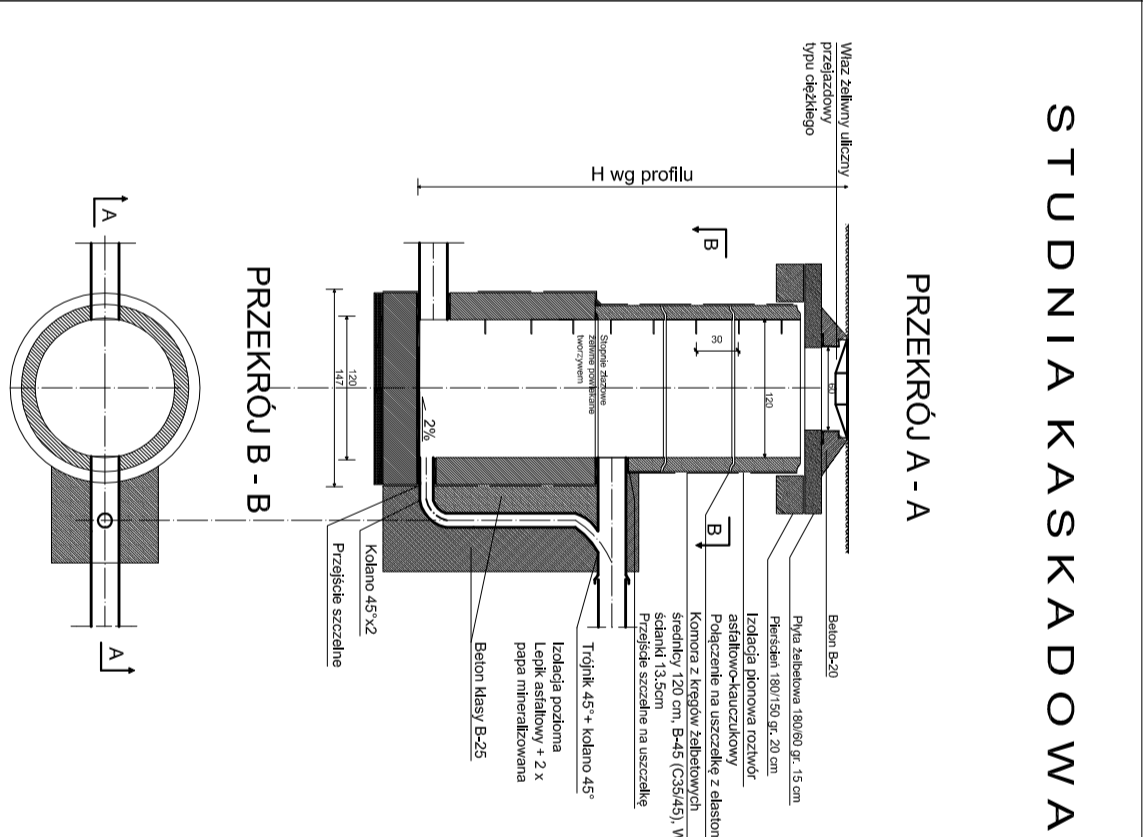 STUDNIA KASKADOWA
PRZEKRÓJ A - A
Właz żeliwny uliczny
przejazdowy
typu ciężkiego
H wg profilu
B
B
60
120
39
Stopnie złazowe
żeliwne powlekane
tworzywem
2%
120
147
Beton B-20
Płyta żelbetowa 180/60 gr. 15 cm
Pierścień 180/150 gr. 20 cm
Izolacja pionowa roztwór
asfaltowo-kauczukowy
Połączenie na uszczelkę z
Komora z kręgów żelbetowych
średnicy 120 cm, B-45 (C35/45),
ścianki 13.5cm
Przejście szczelne na uszczelkę
Trójnik 45°+ kolano 45°
Izolacja pozioma
Lepik asfaltowy + 2 x
papa mineralizowana
Beton klasy B-25
Kolano 45°x2
Przejście szczelne
PRZEKRÓJ B - B
A
A